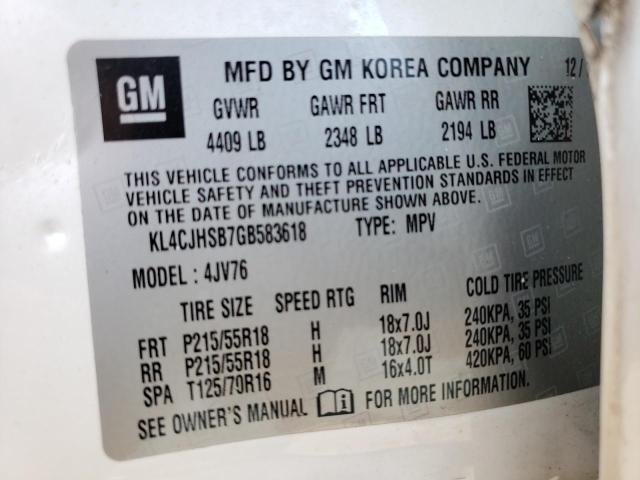 GM MFD BY GM KOREA COMPANY 12/
GVWR GAWR FRT GAWR RR
4409 LB 2348 LB 2194 LB
THIS VEHICLE CONFORMS TO ALL APPLICABLE U.S. FEDERAL MOTOR
VEHICLE SAFETY AND THEFT PREVENTION STANDARDS IN EFFECT
ON THE DATE OF MANUFACTURE SHOWN ABOVE.
KL4CJHSB7GB583618 TYPE: MPV
MODEL: 4JV76
TIRE SIZE SPEED RTG RIM COLD TIRE PRESSURE
FRT P215/55R18 H 18x7.0J 240KPA, 35 PSI
RR P215/55R18 H 18x7.0J 240KPA, 35 PSI
SPA T125/70R16 M 16x4.0T 420KPA, 60 PSI
SEE OWNER'S MANUAL FOR MORE INFORMATION.